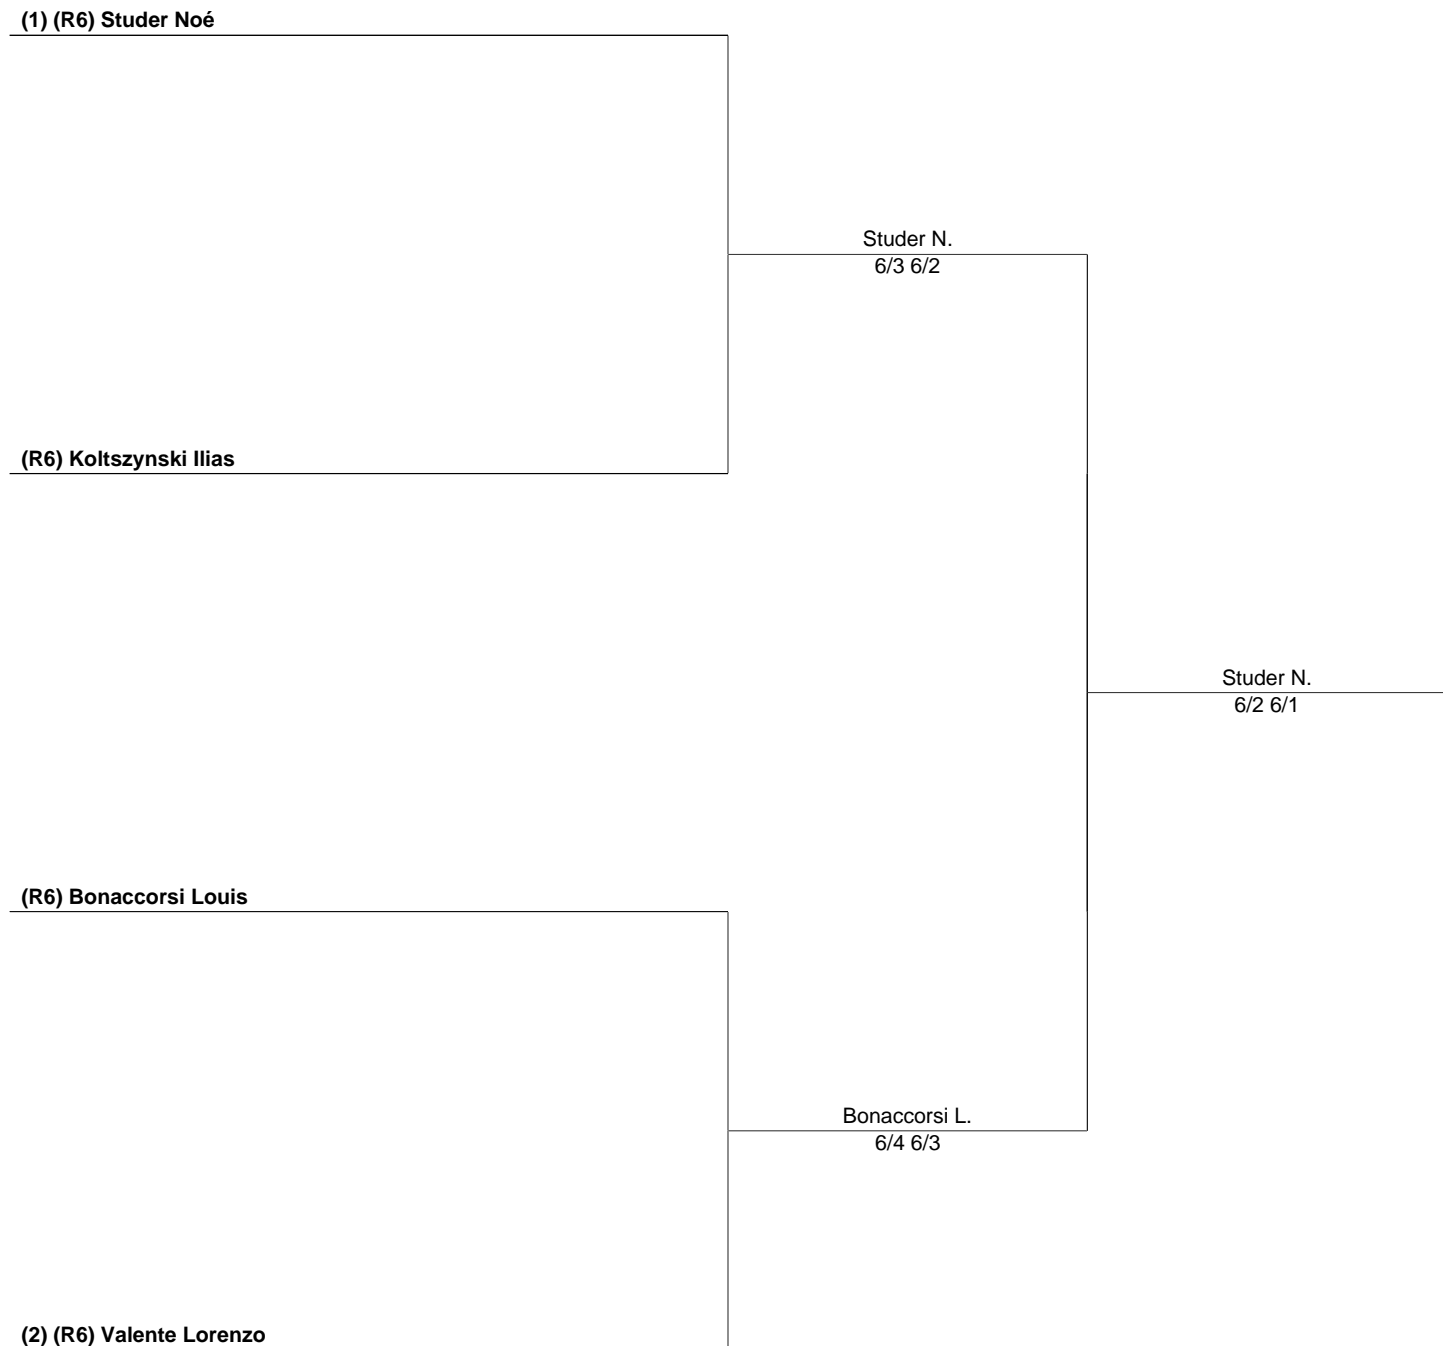 (1) (R6) Studer Noé
Studer N.
6/3 6/2
(R6) Koltszynski Ilias
Studer N.
6/2 6/1
(R6) Bonaccorsi Louis
Bonaccorsi L.
6/4 6/3
(2) (R6) Valente Lorenzo